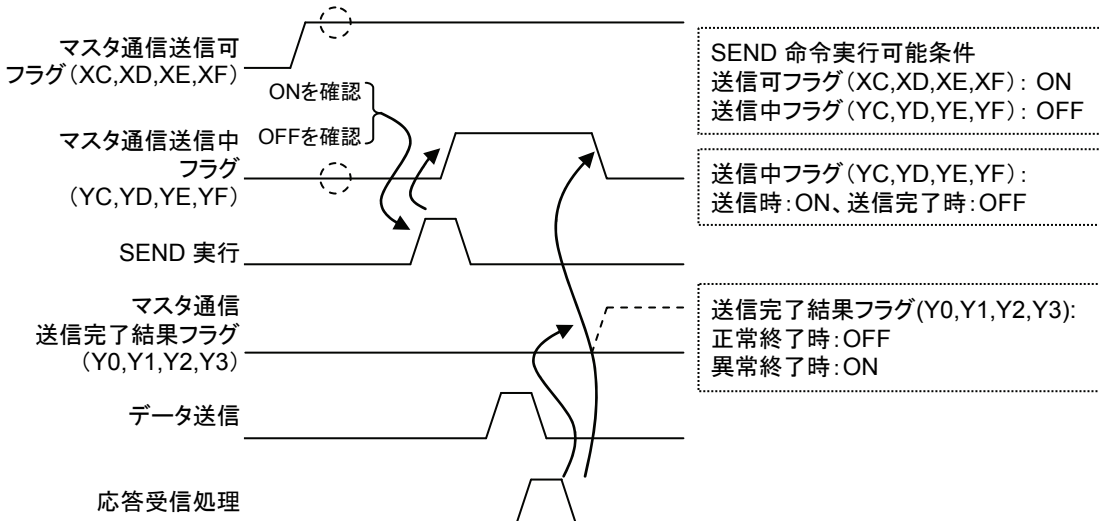 マスタ通信送信可
フラグ(XC,XD,XE,XF)
ONを確認
OFFを確認
マスタ通信送信中
フラグ
(YC,YD,YE,YF)
SEND 実行
マスタ通信
送信完了結果フラグ
(Y0,Y1,Y2,Y3)
データ送信
応答受信処理
SEND 命令実行可能条件
送信可フラグ(XC,XD,XE,XF): ON
送信中フラグ(YC,YD,YE,YF): OFF
送信中フラグ(YC,YD,YE,YF):
送信時:ON、送信完了時:OFF
送信完了結果フラグ(Y0,Y1,Y2,Y3):
正常終了時:OFF
異常終了時:ON